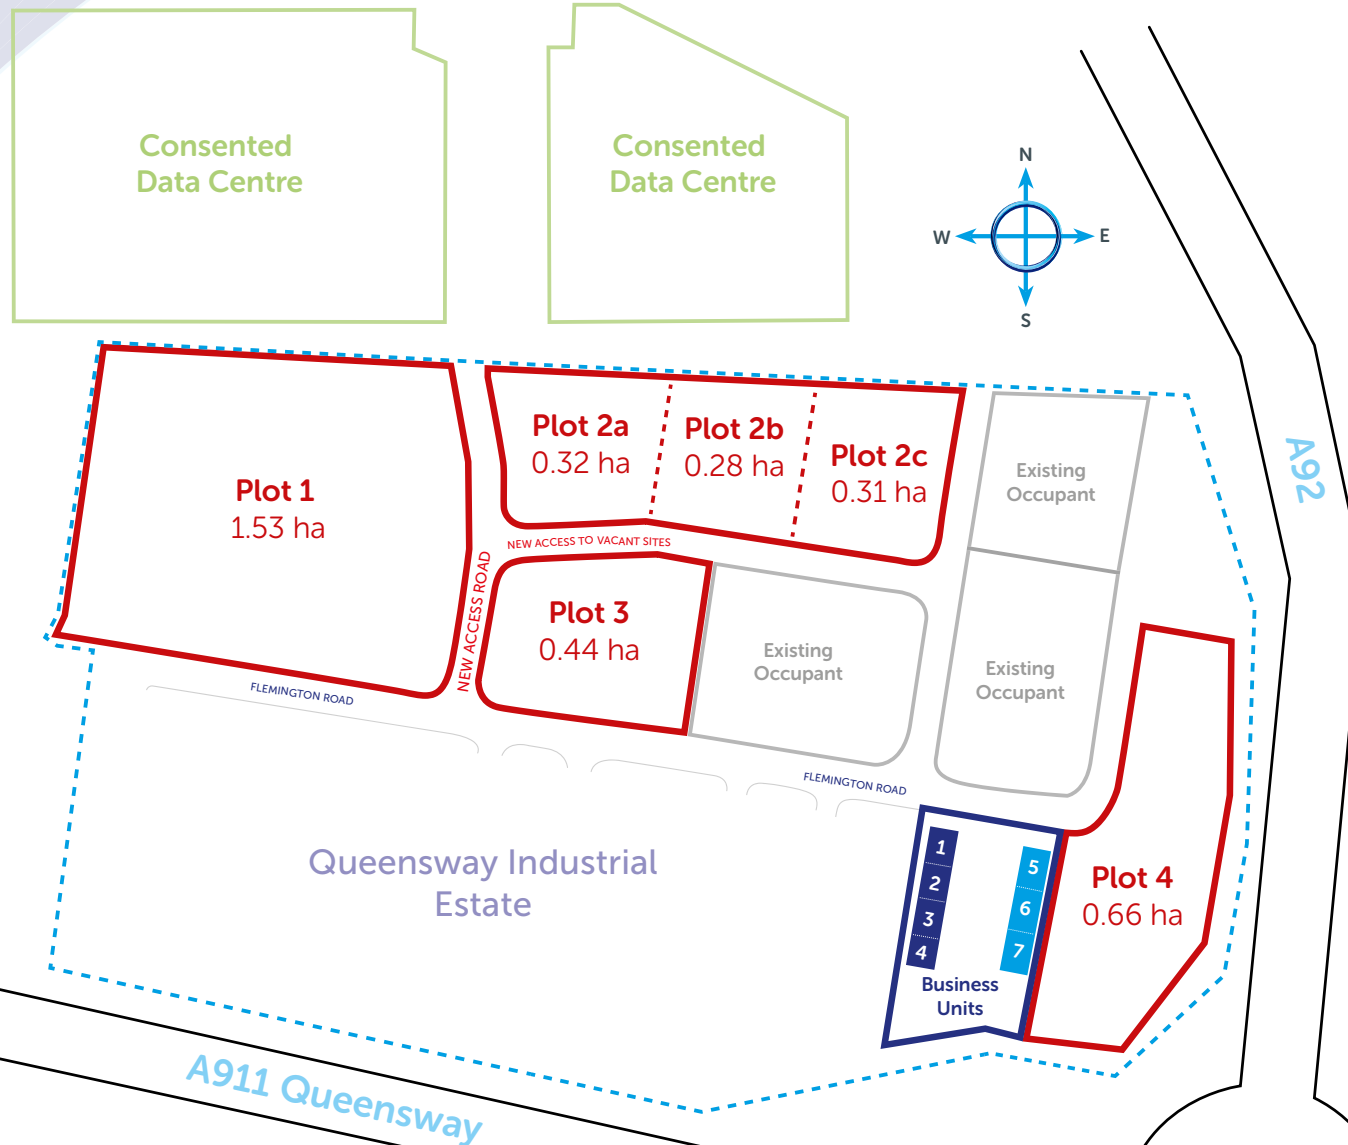 Consented
Data Centre
Consented
Data Centre
N
W
E
S
A92
Plot 1
1.53 ha
Plot 2a
0.32 ha
Plot 2b
0.28 ha
Plot 2c
0.31 ha
Existing
Occupant
NEW ACCESS TO VACANT SITES
NEW ACCESS ROAD
Plot 3
0.44 ha
Existing
Occupant
Existing
Occupant
FLEMINGTON ROAD
FLEMINGTON ROAD
Queensway Industrial
Estate
1
2
3
4
5
6
7
Business
Units
Plot 4
0.66 ha
A911 Queensway